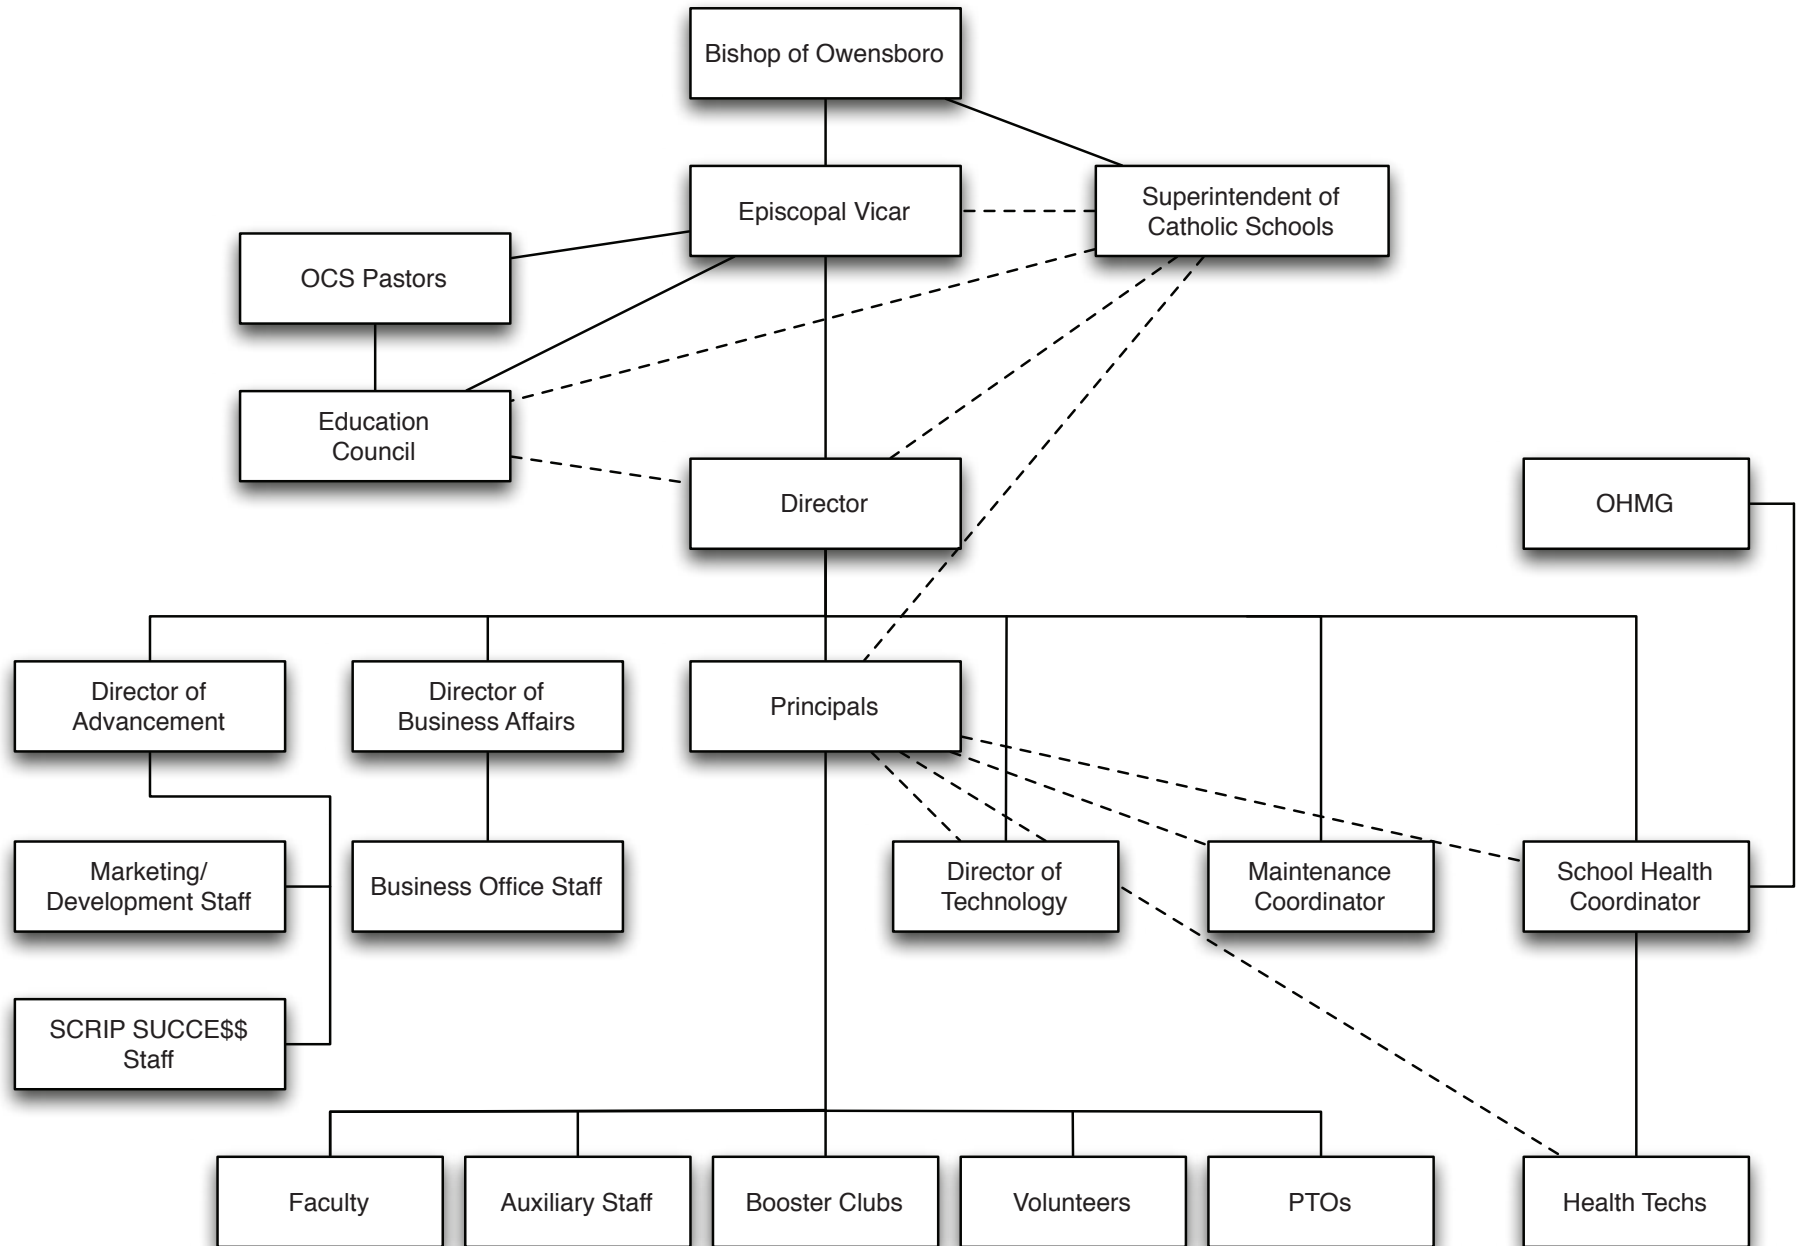 Bishop of Owensboro
Episcopal Vicar
Superintendent of
Catholic Schools
OCS Pastors
Education
Council
Director
OHMG
Director of
Advancement
Director of
Business Affairs
Principals
Marketing/
Development Staff
Business Office Staff
Director of
Technology
Maintenance
Coordinator
School Health
Coordinator
SCRIP SUCCE$$
Staff
Faculty
Auxiliary Staff
Booster Clubs
Volunteers
PTOs
Health Techs